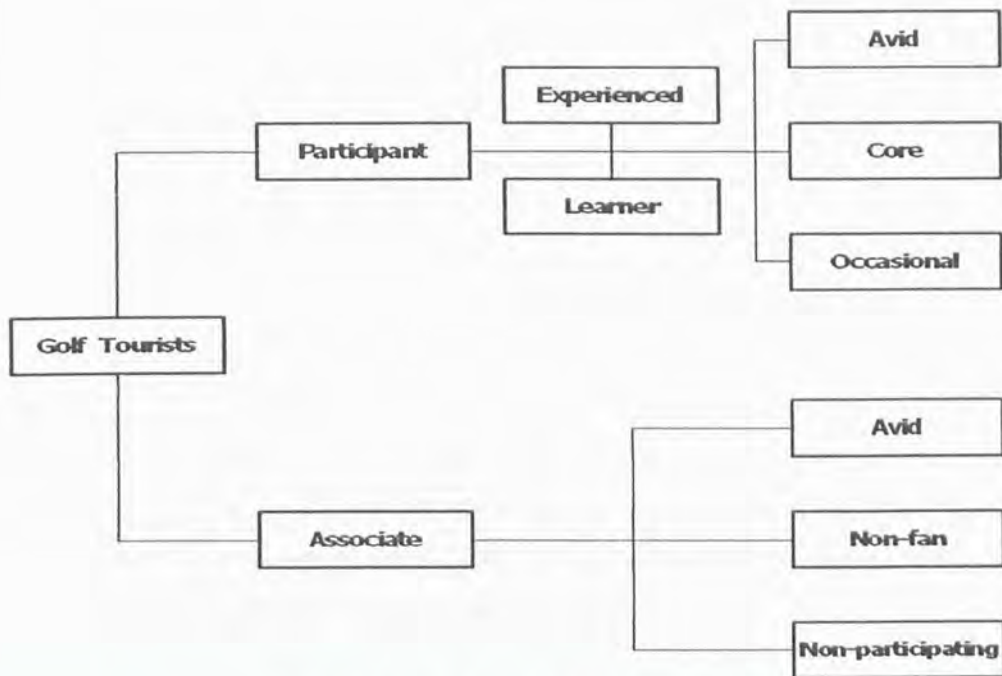 Avid
Experienced
Participant
Core
Learner
Occasional
Golf Tourists
Avid
Associate
Non-fan
Non-participating